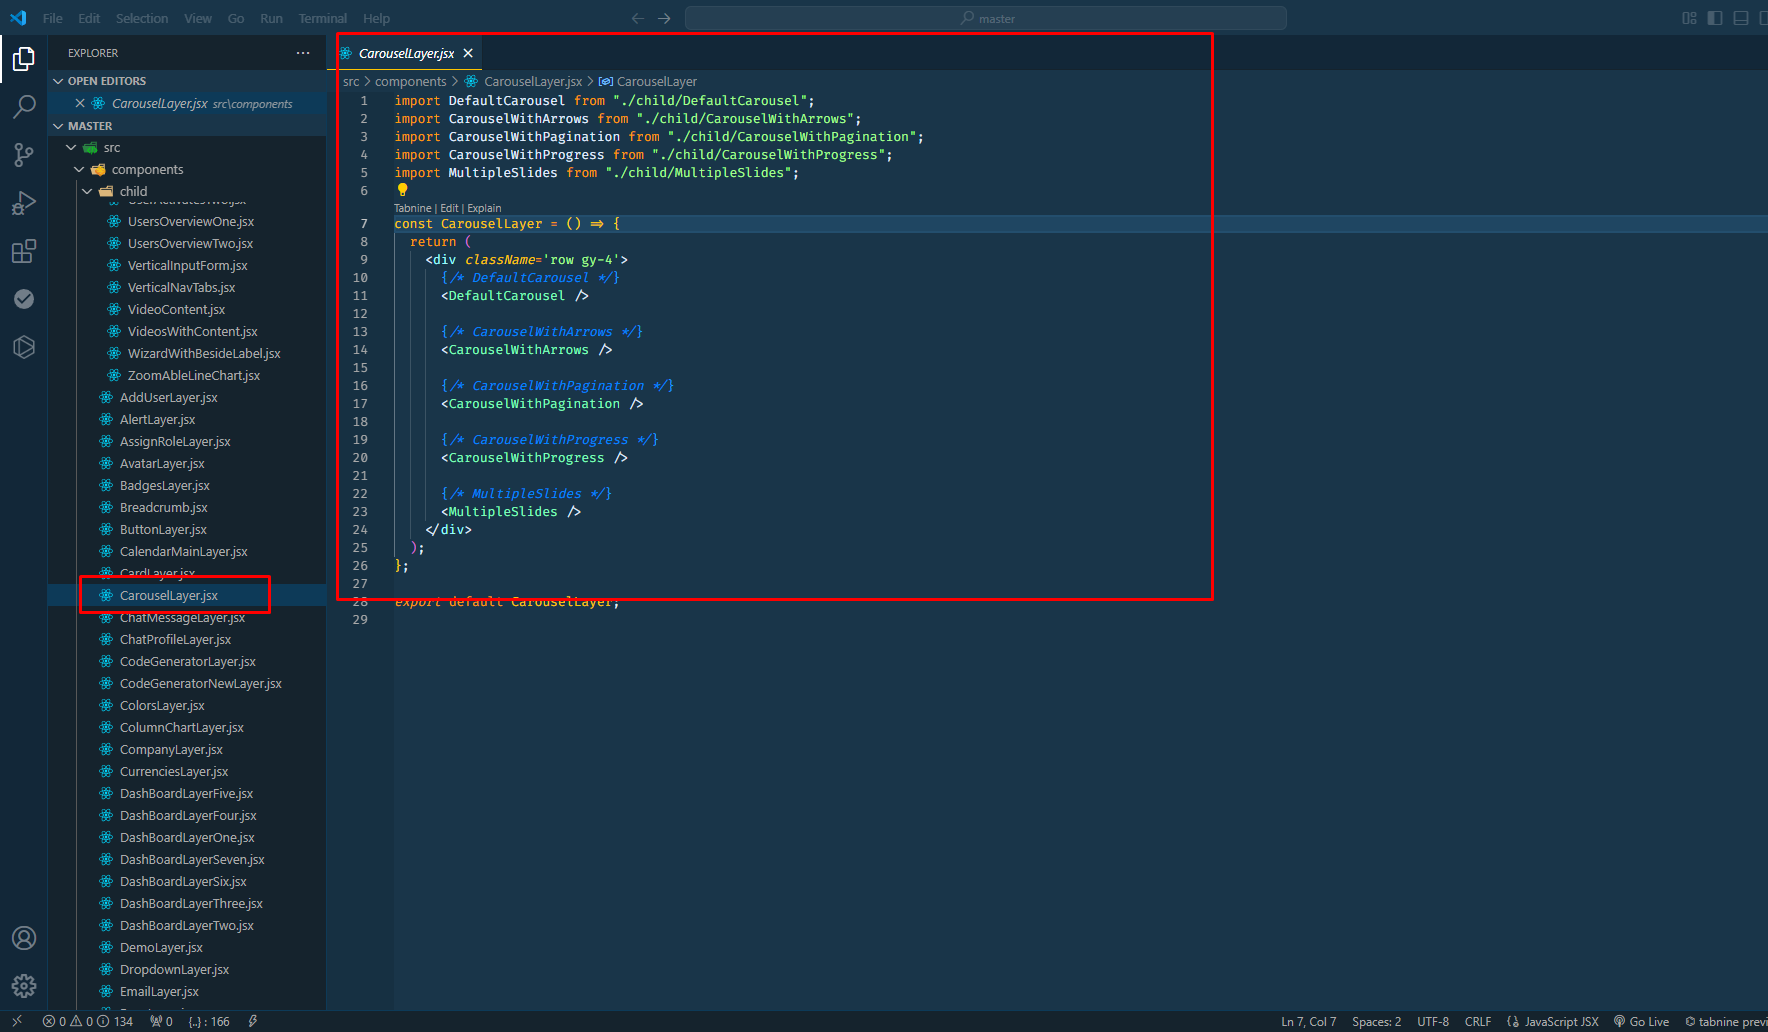 File Edit Selection View Go Run Terminal Help
master
EXPLORER
OPEN EDITORS
CarouselLayer.jsx src\components
MASTER
src
components
child
UsersOverviewOne.jsx
UsersOverviewTwo.jsx
VerticalInputForm.jsx
VerticalNavTabs.jsx
VideoContent.jsx
VideosWithContent.jsx
WizardWithBesideLabel.jsx
ZoomAbleLineChart.jsx
AddUserLayer.jsx
AlertLayer.jsx
AssignRoleLayer.jsx
AvatarLayer.jsx
BadgesLayer.jsx
Breadcrumb.jsx
ButtonLayer.jsx
CalendarMainLayer.jsx
CardLayer.jsx
CarouselLayer.jsx
ChatMessageLayer.jsx
ChatProfileLayer.jsx
CodeGeneratorLayer.jsx
CodeGeneratorNewLayer.jsx
ColorsLayer.jsx
ColumnChartLayer.jsx
CompanyLayer.jsx
CurrenciesLayer.jsx
DashBoardLayerFive.jsx
DashBoardLayerFour.jsx
DashBoardLayerOne.jsx
DashBoardLayerSeven.jsx
DashBoardLayerSix.jsx
DashBoardLayerThree.jsx
DashBoardLayerTwo.jsx
DemoLayer.jsx
DropdownLayer.jsx
EmailLayer.jsx
CarouselLayer.jsx
src > components > CarouselLayer.jsx > CarouselLayer
1 import DefaultCarousel from "./child/DefaultCarousel";
2 import CarouselWithArrows from "./child/CarouselWithArrows";
3 import CarouselWithPagination from "./child/CarouselWithPagination";
4 import CarouselWithProgress from "./child/CarouselWithProgress";
5 import MultipleSlides from "./child/MultipleSlides";
6
Tabnine | Edit | Explain
7 const CarouselLayer = () => {
8 return (
9 <div className='row gy-4'>
10 {/* DefaultCarousel */}
11 <DefaultCarousel />
12
13 {/* CarouselWithArrows */}
14 <CarouselWithArrows />
15
16 {/* CarouselWithPagination */}
17 <CarouselWithPagination />
18
19 {/* CarouselWithProgress */}
20 <CarouselWithProgress />
21
22 {/* MultipleSlides */}
23 <MultipleSlides />
24 </div>
25 );
26 };
27
28 export default CarouselLayer;
29
0 0 134 0 {..} : 166 Ln 7, Col 7 Spaces: 2 UTF-8 CRLF JavaScript JSX Go Live tabnine previ